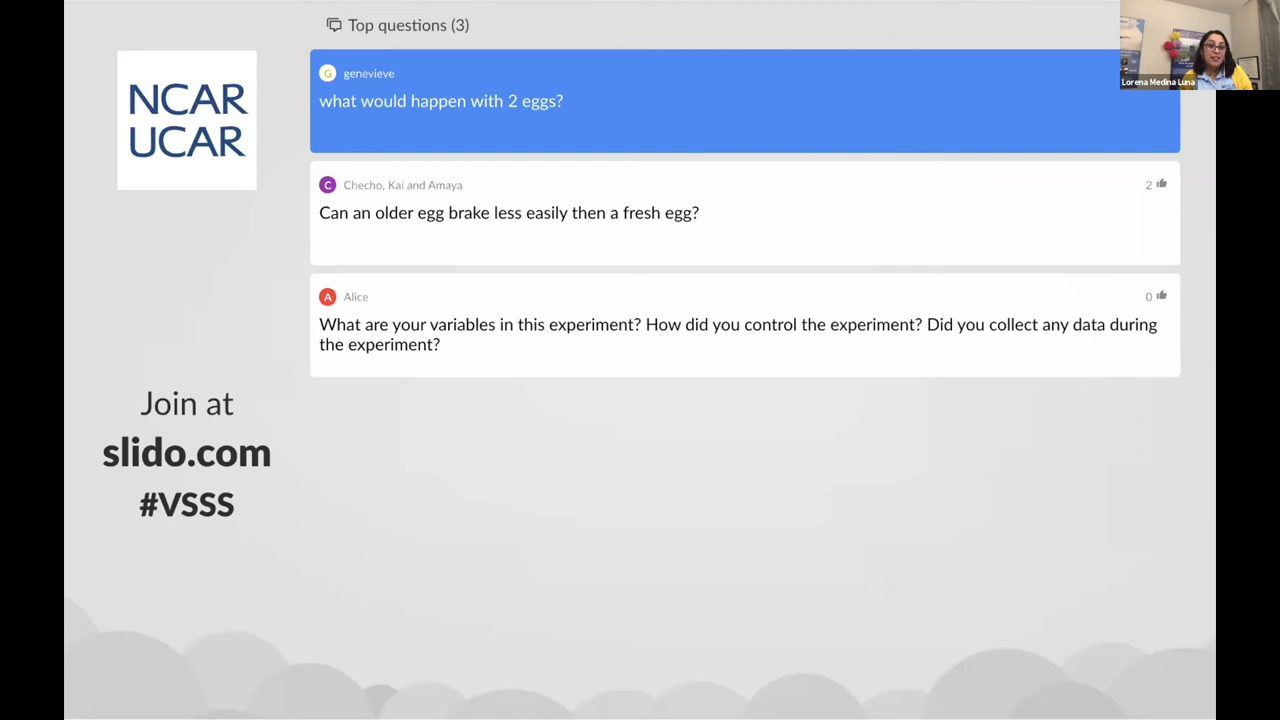 Top questions (3)
NCAR
UCAR
G genevieve
what would happen with 2 eggs?
C Checho, Kai and Amaya 2
Can an older egg brake less easily then a fresh egg?
A Alice 0
What are your variables in this experiment? How did you control the experiment? Did you collect any data during
the experiment?
Join at
slido.com
#VSSS
Lorena Medina Luna